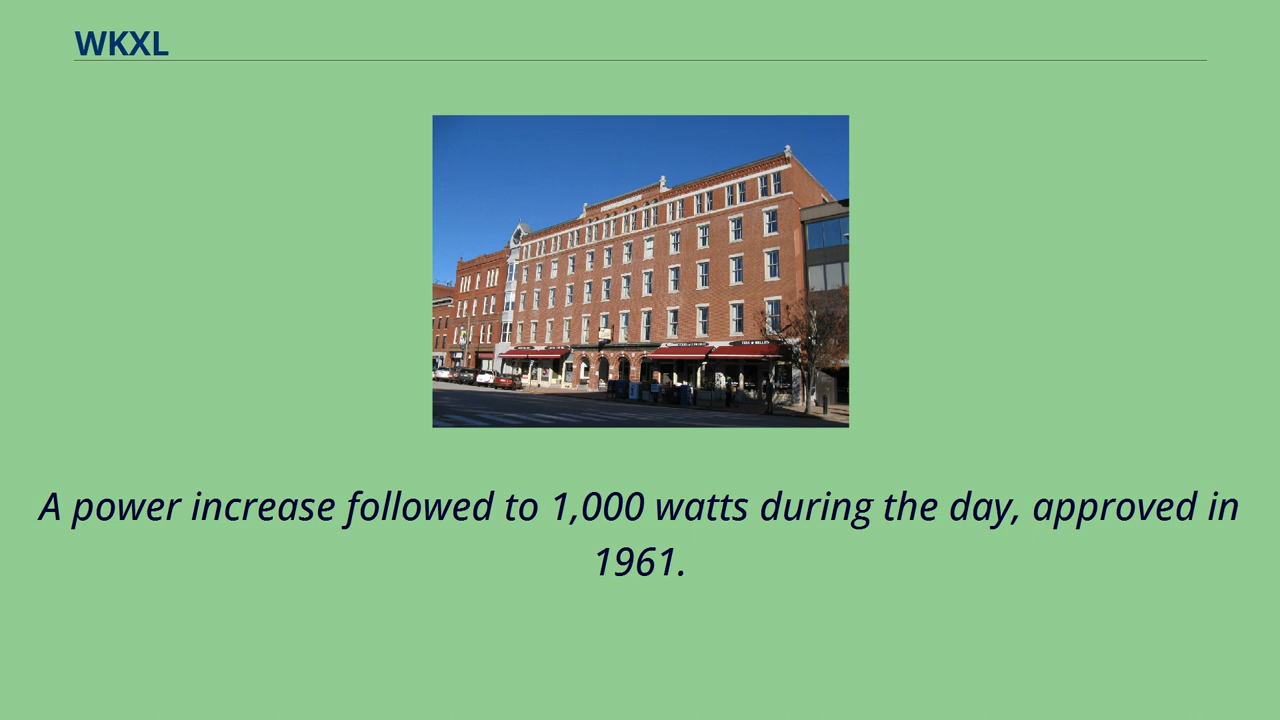 WKXL
A power increase followed to 1,000 watts during the day, approved in
1961.